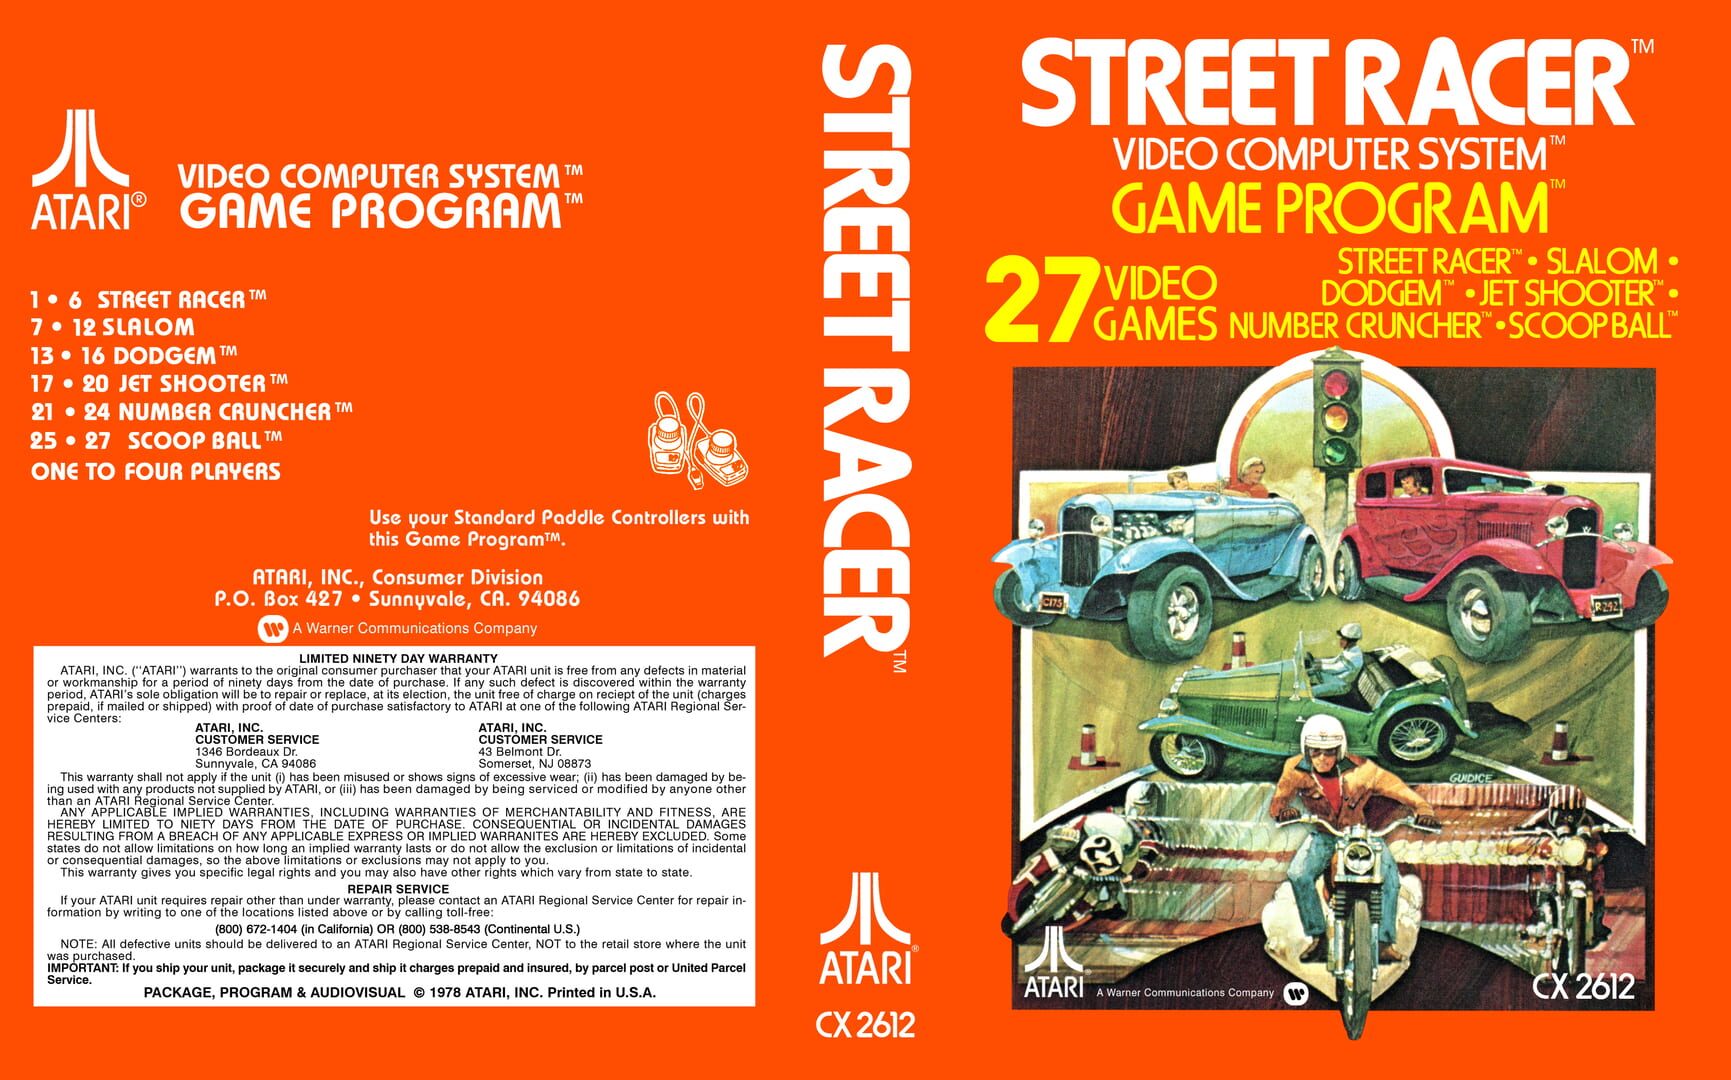 ATARI®
VIDEO COMPUTER SYSTEM™
GAME PROGRAM™
1 • 6 STREET RACER™
7 • 12 SLALOM
13 • 16 DODGEM™
17 • 20 JET SHOOTER™
21 • 24 NUMBER CRUNCHER™
25 • 27 SCOOP BALL™
ONE TO FOUR PLAYERS
Use your Standard Paddle Controllers with
this Game Program™.
ATARI, INC., Consumer Division
P.O. Box 427 • Sunnyvale, CA. 94086
A Warner Communications Company
LIMITED NINETY DAY WARRANTY
ATARI, INC. (“ATARI”) warrants to the original consumer purchaser that your ATARI unit is free from any defects in material
or workmanship for a period of ninety days from the date of purchase. If any such defect is discovered within the warranty
period, ATARI's sole obligation will be to repair or replace, at its election, the unit free of charge on reciept of the unit (charges
prepaid, if mailed or shipped) with proof of date of purchase satisfactory to ATARI at one of the following ATARI Regional Ser-
vice Centers:
ATARI, INC.
CUSTOMER SERVICE
1346 Bordeaux Dr.
Sunnyvale, CA 94086
ATARI, INC.
CUSTOMER SERVICE
43 Belmont Dr.
Somerset, NJ 08873
This warranty shall not apply if the unit (i) has been misused or shows signs of excessive wear; (ii) has been damaged by be-
ing used with any products not supplied by ATARI, or (iii) has been damaged by being serviced or modified by anyone other
than an ATARI Regional Service Center.
ANY APPLICABLE IMPLIED WARRANTIES, INCLUDING WARRANTIES OF MERCHANTABILITY AND FITNESS, ARE
HEREBY LIMITED TO NIETY DAYS FROM THE DATE OF PURCHASE. CONSEQUENTIAL OR INCIDENTAL DAMAGES
RESULTING FROM A BREACH OF ANY APPLICABLE EXPRESS OR IMPLIED WARRANITES ARE HEREBY EXCLUDED. Some
states do not allow limitations on how long an implied warranty lasts or do not allow the exclusion or limitations of incidental
or consequential damages, so the above limitations or exclusions may not apply to you.
This warranty gives you specific legal rights and you may also have other rights which vary from state to state.
REPAIR SERVICE
If your ATARI unit requires repair other than under warranty, please contact an ATARI Regional Service Center for repair in-
formation by writing to one of the locations listed above or by calling toll-free:
(800) 672-1404 (in California) OR (800) 538-8543 (Continental U.S.)
NOTE: All defective units should be delivered to an ATARI Regional Service Center, NOT to the retail store where the unit
was purchased.
IMPORTANT: If you ship your unit, package it securely and ship it charges prepaid and insured, by parcel post or United Parcel
Service.
PACKAGE, PROGRAM & AUDIOVISUAL © 1978 ATARI, INC. Printed in U.S.A.
STREET RACER™
ATARI®
CX 2612
STREET RACER™
VIDEO COMPUTER SYSTEM™
GAME PROGRAM™
27 VIDEO
GAMES
STREET RACER™ • SLALOM •
DODGEM™ • JET SHOOTER™ •
NUMBER CRUNCHER™ • SCOOP BALL™
C175
R292
GUIDICE
ATARI®
A Warner Communications Company
CX 2612